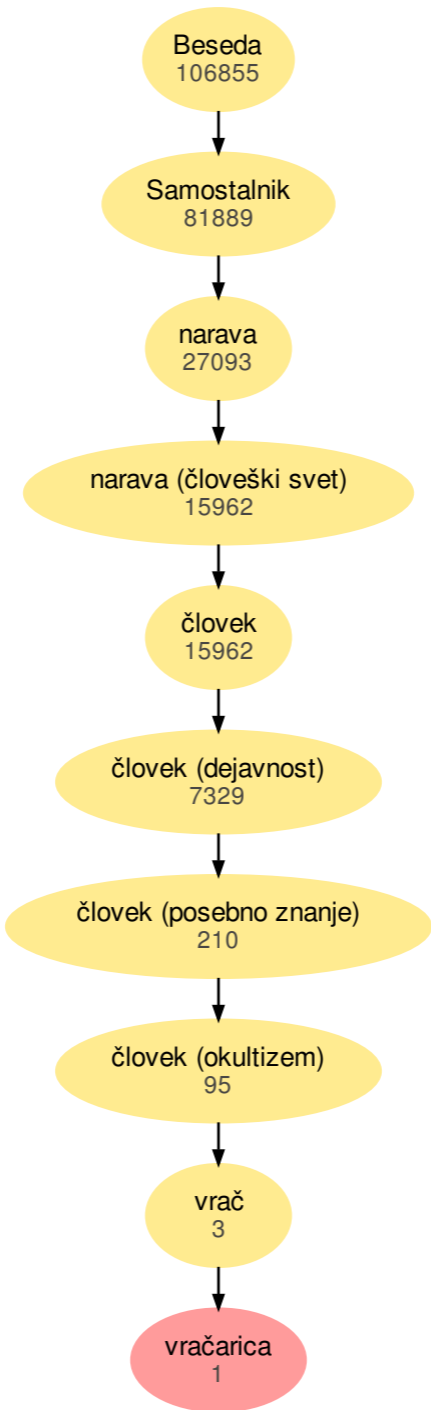 Beseda
106855
Samostalnik
81889
narava
27093
narava (človeški svet)
15962
človek
15962
človek (dejavnost)
7329
človek (posebno znanje)
210
človek (okultizem)
95
vrač
3
vračarica
1